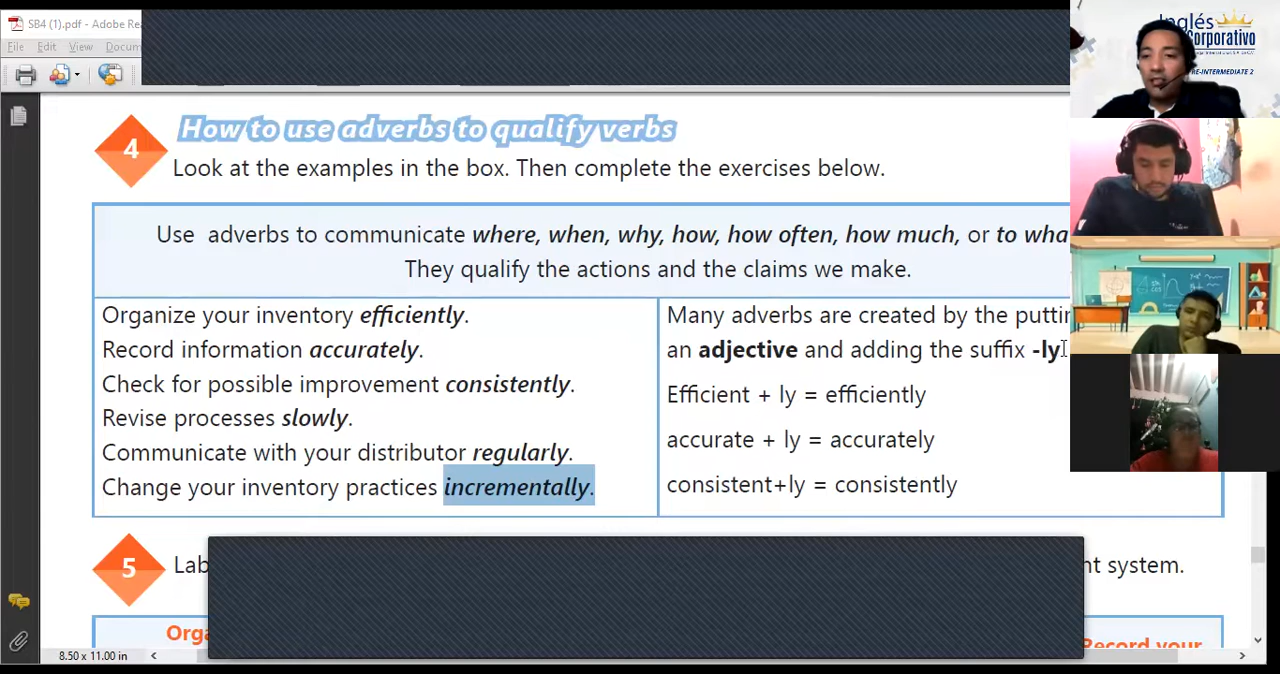 SB4 (1).pdf - Adobe Rea
File Edit View Docum
Inglés
Corporativo
PRE-INTERMEDIATE 2
4
How to use adverbs to qualify verbs
Look at the examples in the box. Then complete the exercises below.
Use adverbs to communicate where, when, why, how, how often, how much, or to wha
They qualify the actions and the claims we make.
Organize your inventory efficiently.
Record information accurately.
Check for possible improvement consistently.
Revise processes slowly.
Communicate with your distributor regularly.
Change your inventory practices incrementally.
Many adverbs are created by the puttin
an adjective and adding the suffix -ly
Efficient + ly = efficiently
accurate + ly = accurately
consistent+ly = consistently
5
Lab
nt system.
Orga
Record your
8.50 x 11.00 in